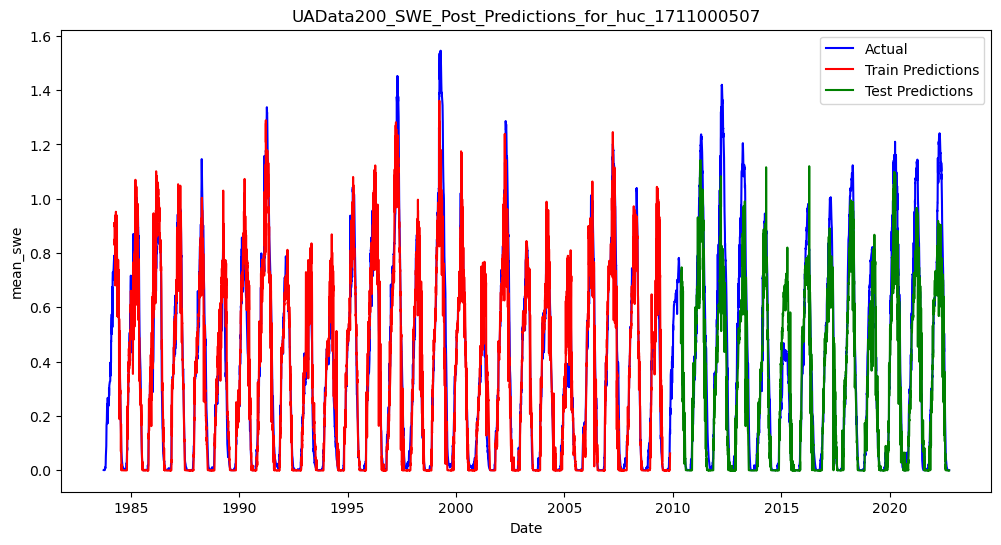 UAData200_SWE_Post_Predictions_for_huc_1711000507
Actual
Train Predictions
Test Predictions
mean_swe
1.6
1.4
1.2
1.0
0.8
0.6
0.4
0.2
0.0
1985
1990
1995
2000
2005
2010
2015
2020
Date